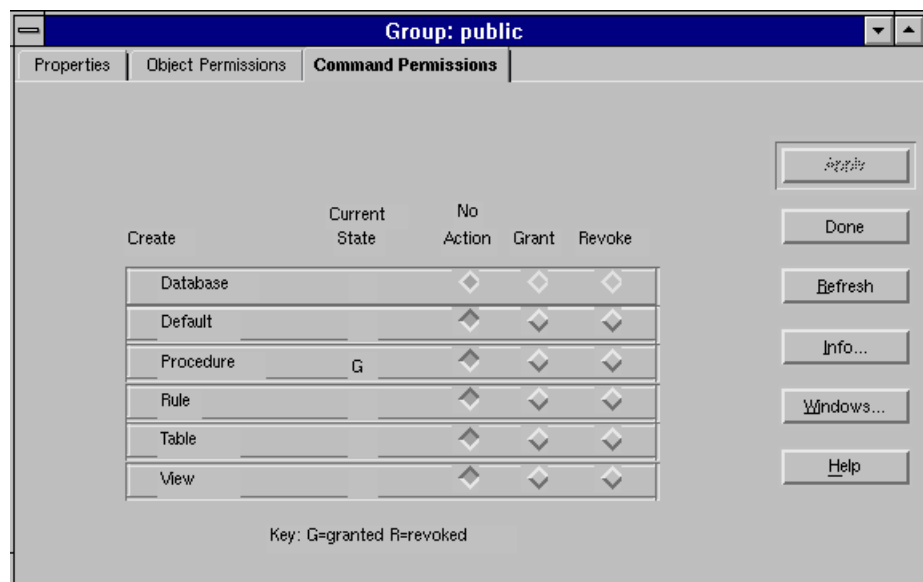 Group: public
Properties Object Permissions Command Permissions
Apply
Current No
Create State Action Grant Revoke
Done
Database
Refresh
Default
Procedure G
Info...
Rule
Windows...
Table
View
Help
Key: G=granted R=revoked